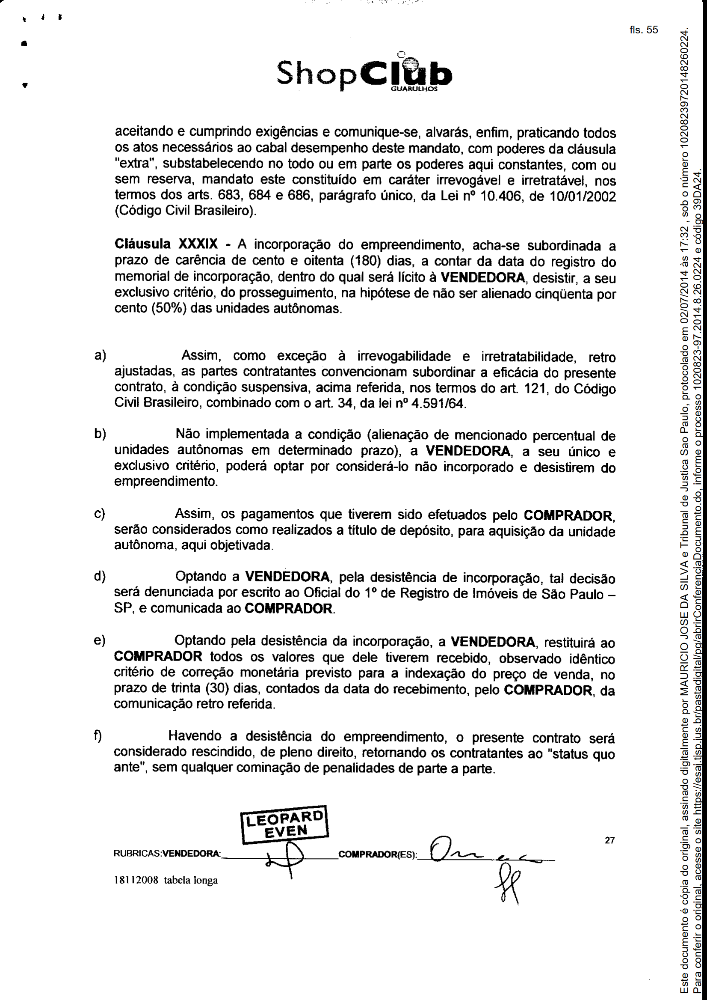 fls. 55
ShopClub
GUARULHOS
aceitando e cumprindo exigências e comunique-se, alvarás, enfim, praticando todos
os atos necessários ao cabal desempenho deste mandato, com poderes da cláusula
"extra", substabelecendo no todo ou em parte os poderes aqui constantes, com ou
sem reserva, mandato este constituído em caráter irrevogável e irretratável, nos
termos dos arts. 683, 684 e 686, parágrafo único, da Lei nº 10.406, de 10/01/2002
(Código Civil Brasileiro).
Cláusula XXXIX - A incorporação do empreendimento, acha-se subordinada a
prazo de carência de cento e oitenta (180) dias, a contar da data do registro do
memorial de incorporação, dentro do qual será lícito à VENDEDORA, desistir, a seu
exclusivo critério, do prosseguimento, na hipótese de não ser alienado cinqüenta por
cento (50%) das unidades autônomas.
a) Assim, como exceção à irrevogabilidade e irretratabilidade, retro
ajustadas, as partes contratantes convencionam subordinar a eficácia do presente
contrato, à condição suspensiva, acima referida, nos termos do art. 121, do Código
Civil Brasileiro, combinado com o art. 34, da lei nº 4.591/64.
b) Não implementada a condição (alienação de mencionado percentual de
unidades autônomas em determinado prazo), a VENDEDORA, a seu único e
exclusivo critério, poderá optar por considerá-lo não incorporado e desistirem do
empreendimento.
c) Assim, os pagamentos que tiverem sido efetuados pelo COMPRADOR,
serão considerados como realizados a título de depósito, para aquisição da unidade
autônoma, aqui objetivada.
d) Optando a VENDEDORA, pela desistência de incorporação, tal decisão
será denunciada por escrito ao Oficial do 1º de Registro de Imóveis de São Paulo –
SP, e comunicada ao COMPRADOR.
e) Optando pela desistência da incorporação, a VENDEDORA, restituirá ao
COMPRADOR todos os valores que dele tiverem recebido, observado idêntico
critério de correção monetária previsto para a indexação do preço de venda, no
prazo de trinta (30) dias, contados da data do recebimento, pelo COMPRADOR, da
comunicação retro referida.
f) Havendo a desistência do empreendimento, o presente contrato será
considerado rescindido, de pleno direito, retornando os contratantes ao "status quo
ante", sem qualquer cominação de penalidades de parte a parte.
LEOPARD
EVEN
27
RUBRICAS:VENDEDORA: COMPRADOR(ES):
18112008 tabela longa
Este documento é cópia do original, assinado digitalmente por MAURICIO JOSE DA SILVA e Tribunal de Justica Sao Paulo, protocolado em 02/07/2014 às 17:32 , sob o número 10208239720148260224.
Para conferir o original, acesse o site https://esaj.tjsp.jus.br/pastadigital/pg/abrirConferenciaDocumento.do, informe o processo 1020823-97.2014.8.26.0224 e código 39DA24.